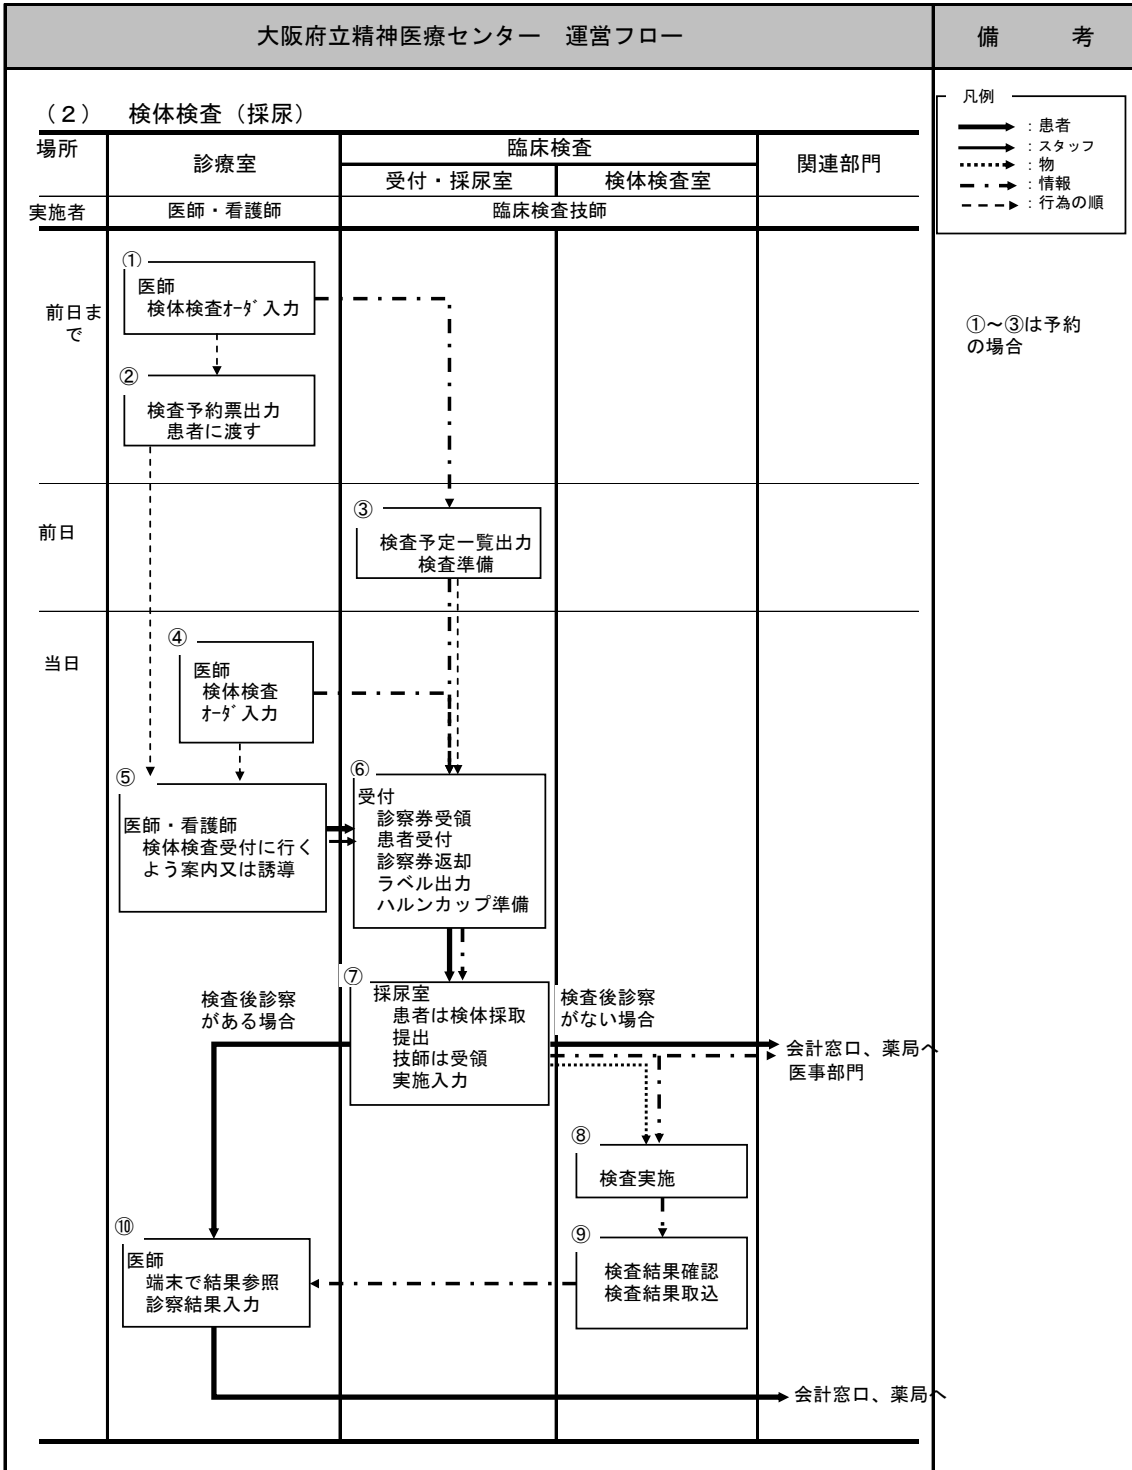 大阪府立精神医療センター　運営フロー
備　考
（２）　検体検査（採尿）
凡例
：患者
：スタッフ
：物
：情報
：行為の順
場所
診療室
臨床検査
関連部門
受付・採尿室
検体検査室
実施者
医師・看護師
臨床検査技師
前日まで
①
医師
検体検査ｵｰﾀﾞ入力
①～③は予約
の場合
②
検査予約票出力
患者に渡す
前日
③
検査予定一覧出力
検査準備
当日
④
医師
検体検査
ｵｰﾀﾞ入力
⑤
医師・看護師
検体検査受付に行く
よう案内又は誘導
⑥
受付
診察券受領
患者受付
診察券返却
ラベル出力
ハルンカップ準備
⑦
採尿室
患者は検体採取
提出
技師は受領
実施入力
検査後診察
がある場合
検査後診察
がない場合
会計窓口、薬局へ
医事部門
⑧
検査実施
⑨
検査結果確認
検査結果取込
⑩
医師
端末で結果参照
診察結果入力
会計窓口、薬局へ